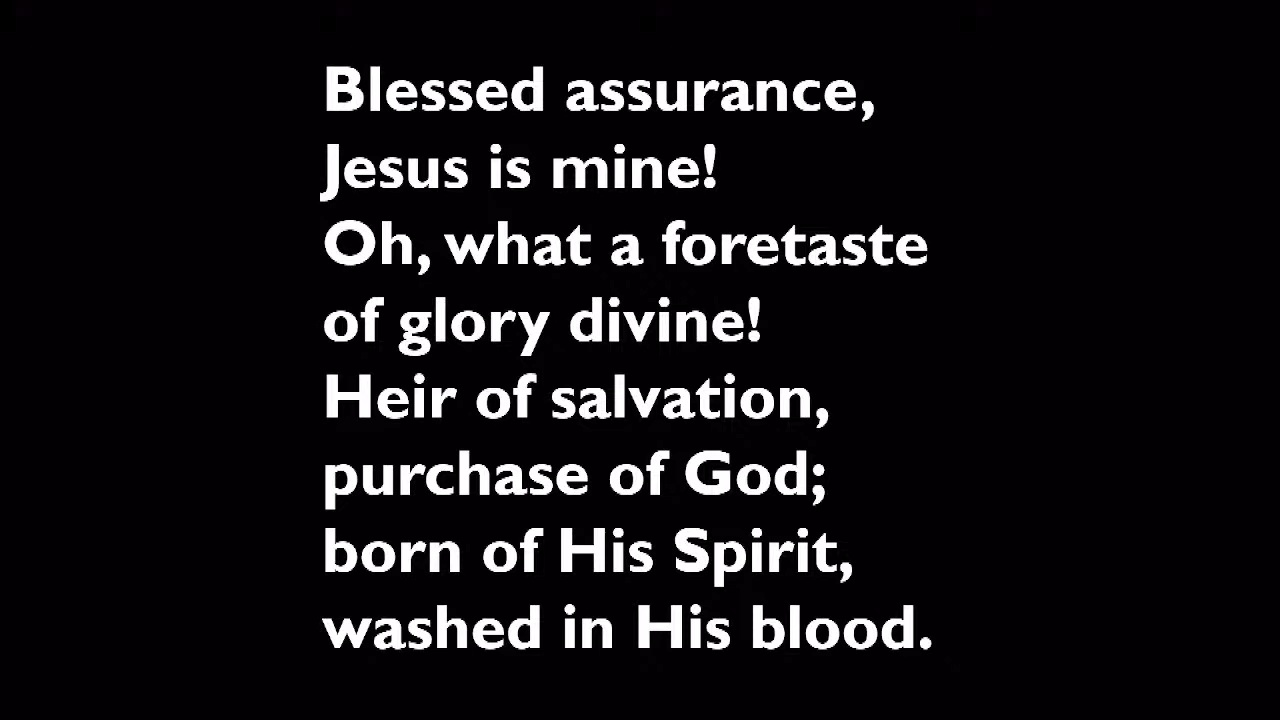 Blessed assurance,
Jesus is mine!
Oh, what a foretaste
of glory divine!
Heir of salvation,
purchase of God;
born of His Spirit,
washed in His blood.